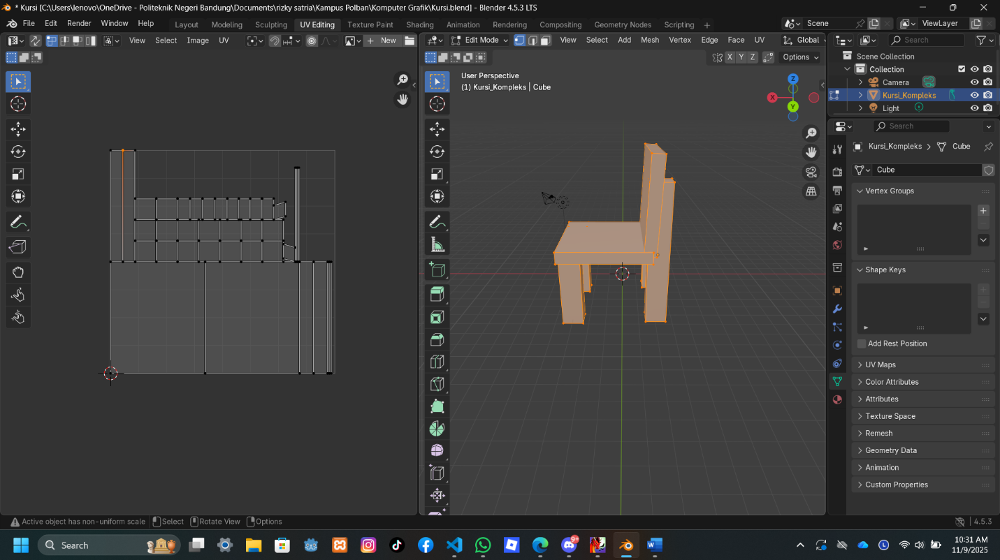 * Kursi [C:\Users\lenovo\OneDrive - Politeknik Negeri Bandung\Documents\rizky satria\Kampus Polban\Komputer Grafik\Kursi.blend] - Blender 4.5.3 LTS
File Edit Render Window Help Layout Modeling Sculpting UV Editing Texture Paint Shading Animation Rendering Compositing Geometry Nodes Scripting Scene ViewLayer
View Select Image UV New
Edit Mode View Select Add Mesh Vertex Edge Face UV Global
Search
X Y Z Options
Scene Collection
Collection
Camera
Kursi_Kompleks
Light
User Perspective
(1) Kursi_Kompleks | Cube
Z
X
Y
Search
Kursi_Kompleks Cube
Cube
Vertex Groups
Shape Keys
Add Rest Position
UV Maps
Color Attributes
Attributes
Texture Space
Remesh
Geometry Data
Animation
Custom Properties
Active object has non-uniform scale Select Rotate View Options 4.5.3
Search
9+
10:31 AM
11/9/2025